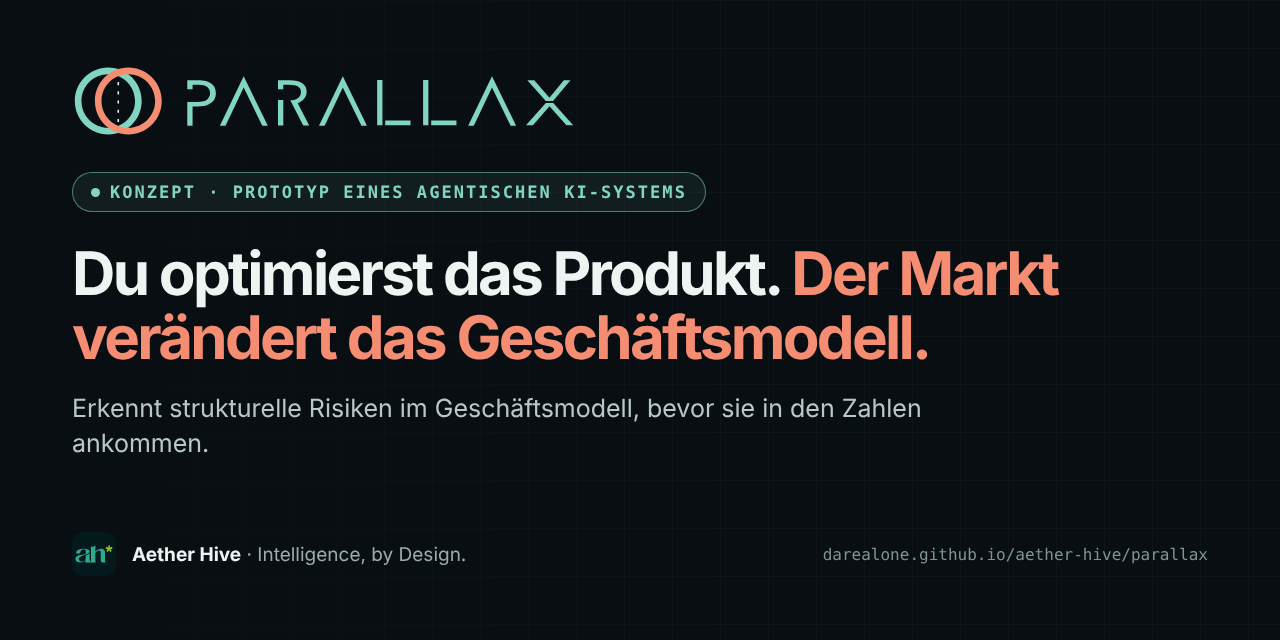 PARALLAX
KONZEPT · PROTOTYP EINES AGENTISCHEN KI-SYSTEMS
Du optimierst das Produkt. Der Markt
verändert das Geschäftsmodell.
Erkennt strukturelle Risiken im Geschäftsmodell, bevor sie in den Zahlen
ankommen.
ah* Aether Hive · Intelligence, by Design.
darealone.github.io/aether-hive/parallax